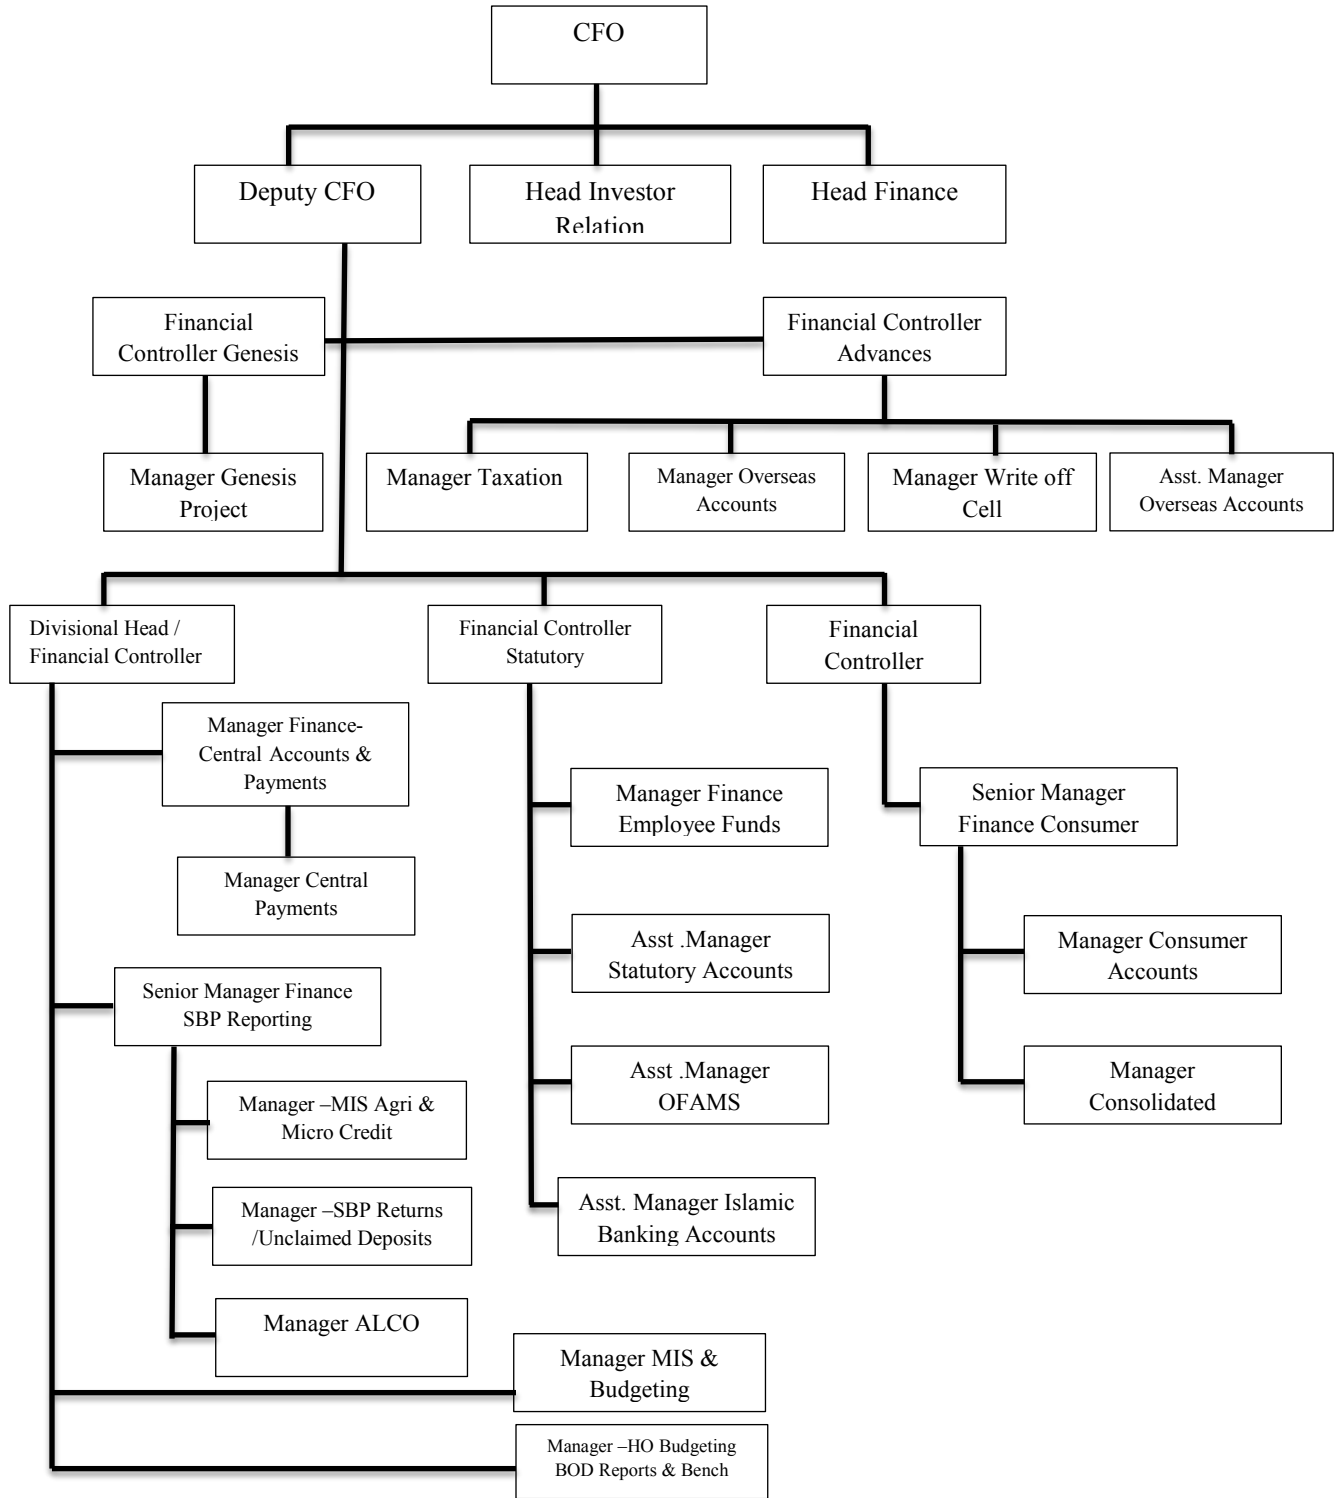 CFO
Deputy CFO
Head Investor
Relation
Head Finance
Financial
Controller Genesis
Financial Controller
Advances
Manager Genesis
Project
Manager Taxation
Manager Overseas
Accounts
Manager Write off
Cell
Asst. Manager
Overseas Accounts
Divisional Head /
Financial Controller
Financial Controller
Statutory
Financial
Controller
Manager Finance-
Central Accounts &
Payments
Manager Central
Payments
Manager Finance
Employee Funds
Senior Manager
Finance Consumer
Asst .Manager
Statutory Accounts
Manager Consumer
Accounts
Senior Manager Finance
SBP Reporting
Asst .Manager
OFAMS
Manager
Consolidated
Manager –MIS Agri &
Micro Credit
Manager –SBP Returns
/Unclaimed Deposits
Asst. Manager Islamic
Banking Accounts
Manager ALCO
Manager MIS &
Budgeting
Manager –HO Budgeting
BOD Reports & Bench